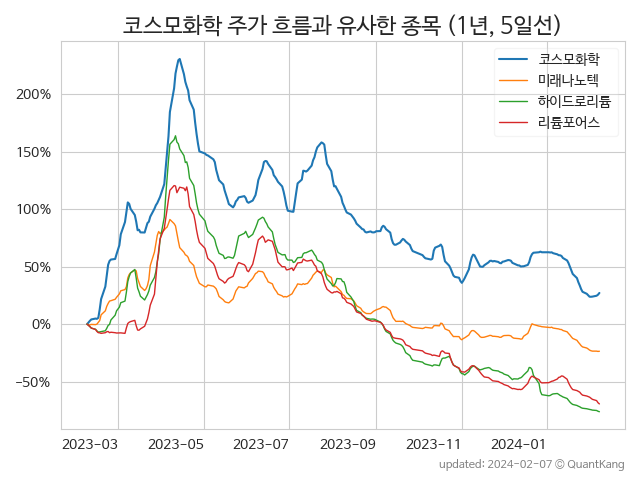 코스모화학 주가 흐름과 유사한 종목 (1년, 5일선)
코스모화학
미래나노텍
하이드로리튬
리튬포어스
200%
150%
100%
50%
0%
−50%
2023-03 2023-05 2023-07 2023-09 2023-11 2024-01
updated: 2024-02-07 © QuantKang